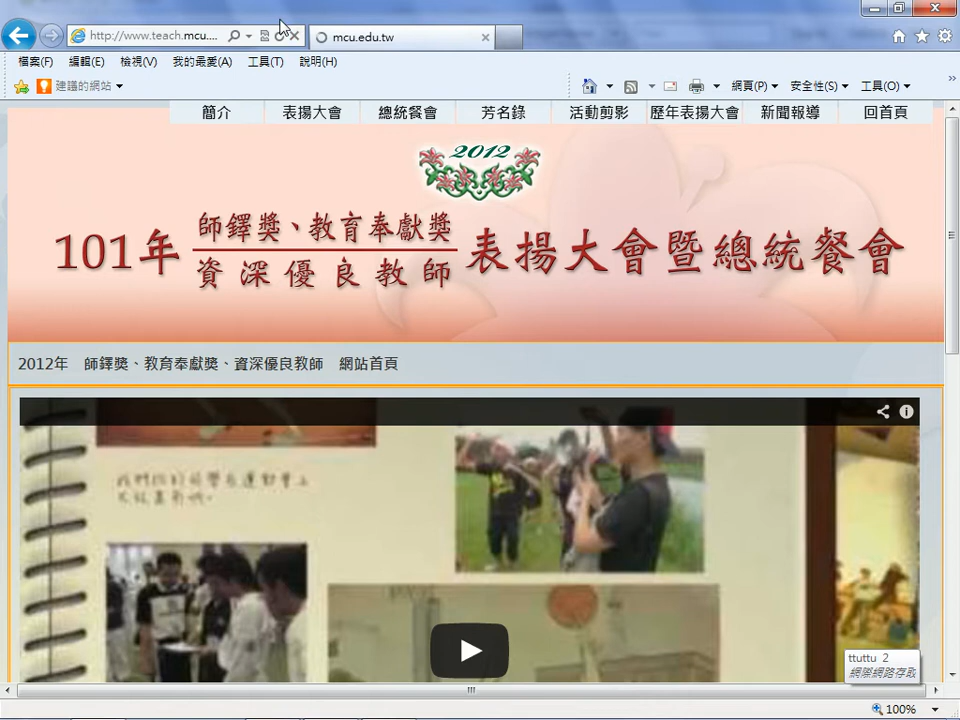 http://www.teach.mcu....
mcu.edu.tw
檔案(F) 編輯(E) 檢視(V) 我的最愛(A) 工具(T) 說明(H)
建議的網站
網頁(P) 安全性(S) 工具(O)
簡介 表揚大會 總統餐會 芳名錄 活動剪影 歷年表揚大會 新聞報導 回首頁
2012
101年 師鐸獎、教育奉獻獎 資深優良教師 表揚大會暨總統餐會
2012年 師鐸獎、教育奉獻獎、資深優良教師 網站首頁
ttuttu 2
網際網路存取
100%